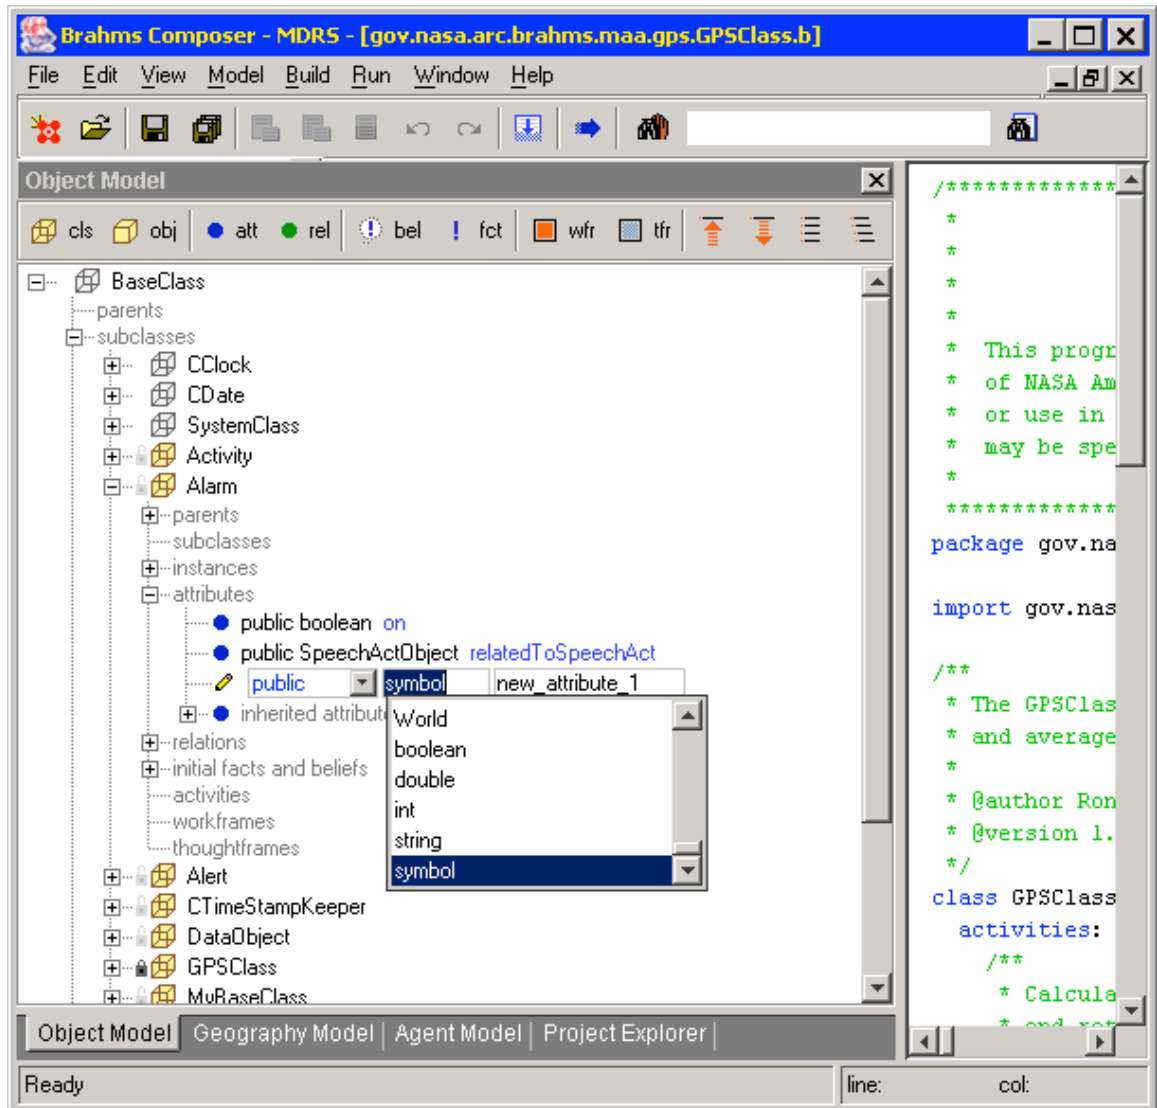 Brahms Composer - MDRS - [gov.nasa.arc.brahms.maa.gps.GPSClass.b]
File Edit View Model Build Run Window Help
Object Model
cls obj att rel bel fct wfr tfr
BaseClass
parents
subclasses
CClock
CDate
SystemClass
Activity
Alarm
parents
subclasses
instances
attributes
public boolean on
public SpeechActObject relatedToSpeechAct
public symbol new_attribute_1
inherited attribut
World
boolean
double
int
string
symbol
relations
initial facts and beliefs
activities
workframes
thoughtframes
Alert
CTimeStampKeeper
DataObject
GPSClass
MyBaseClass
Object Model Geography Model Agent Model Project Explorer
/*************
*
*
*
*
* This progr
* of NASA Am
* or use in
* may be spe
*
*************
package gov.na
import gov.nas
/**
* The GPSClas
* and average
*
* @author Ron
* @version 1.
*/
class GPSClass
activities:
/**
* Calcula
* and ret
Ready line: col: